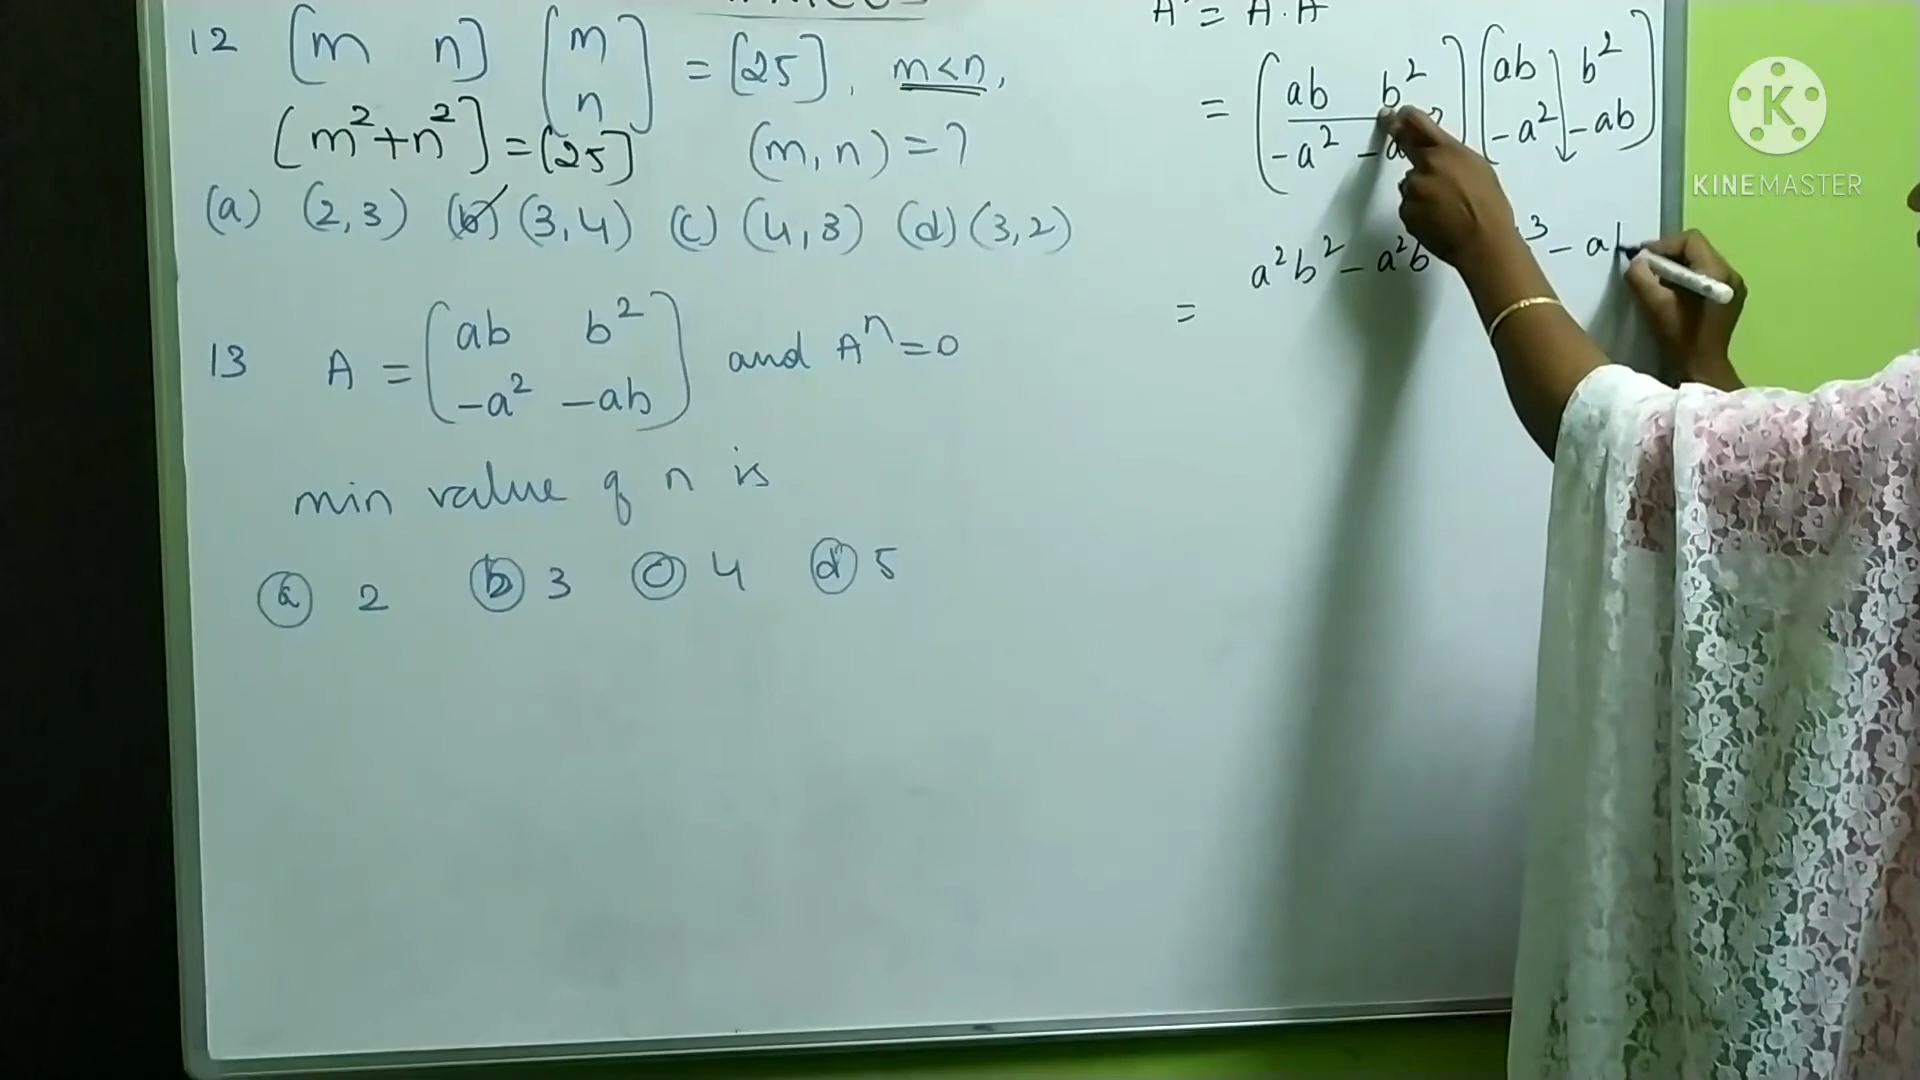 12 [m n] [m n] = [25], m<n,
[m²+n²] = [25] (m, n) = ?
(a) (2,3) (b) (3,4) (c) (4,3) (d) (3,2)
13 A = (ab b² -a² -ab) and Aⁿ = 0
min value of n is
(a) 2 (b) 3 (c) 4 (d) 5
= A.A
= (ab b² -a² -a) (ab b² -a² -ab)
a²b² - a²b 3 - ab
=
K
KINEMASTER